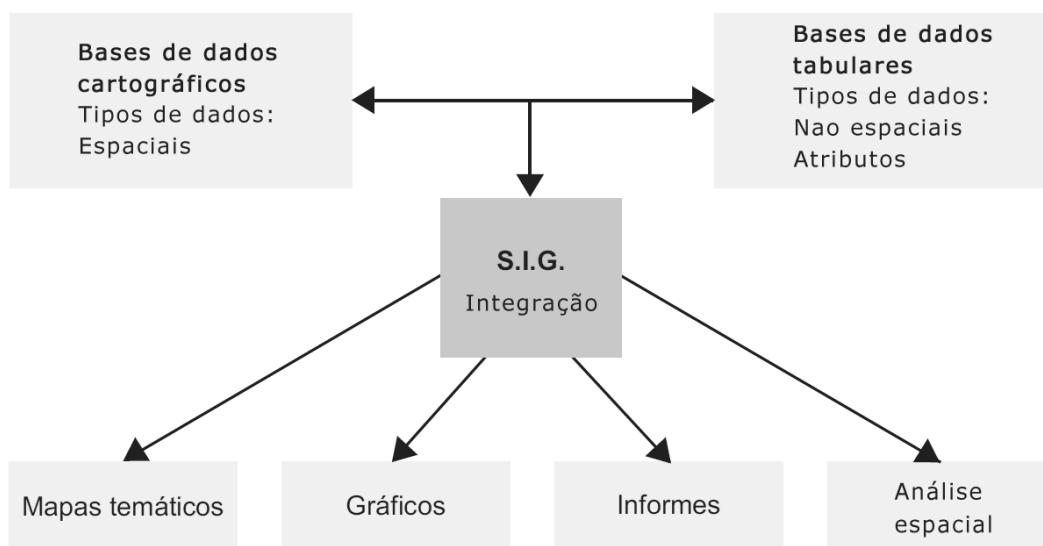 Bases de dados
cartográficos
Tipos de dados:
Espaciais
Bases de dados
tabulares
Tipos de dados:
Nao espaciais
Atributos
S.I.G.
Integração
Mapas temáticos
Gráficos
Informes
Análise
espacial